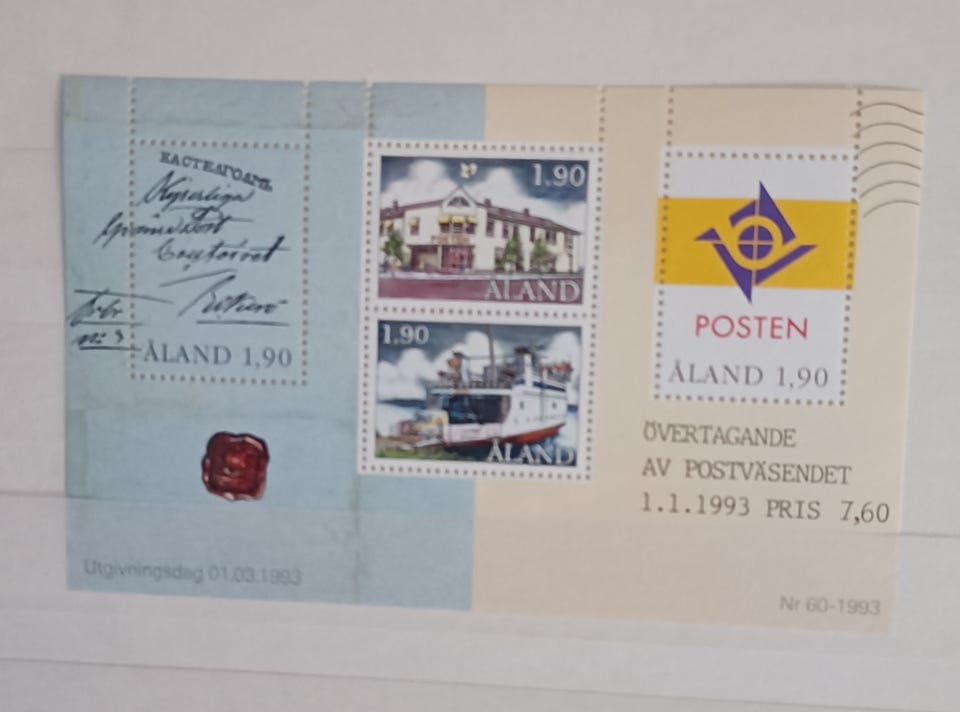 КАСТЕЛГОЛМЪ
ÅLAND 1,90
1.90
ÅLAND
1.90
ÅLAND
POSTEN
ÅLAND 1,90
ÖVERTAGANDE
AV POSTVÄSENDET
1.1.1993 PRIS 7,60
Utgivningsdag 01.03.1993
Nr 60-1993